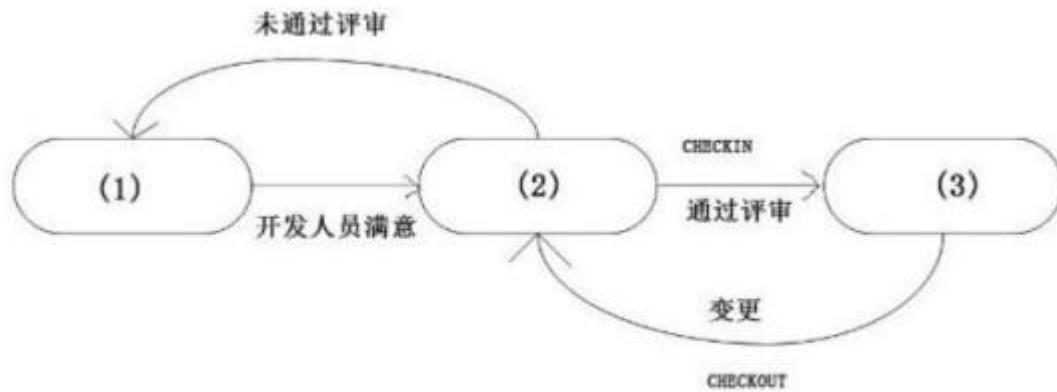 未通过评审
CHECKIN
(1)
(2)
(3)
开发人员满意
通过评审
变更
CHECKOUT